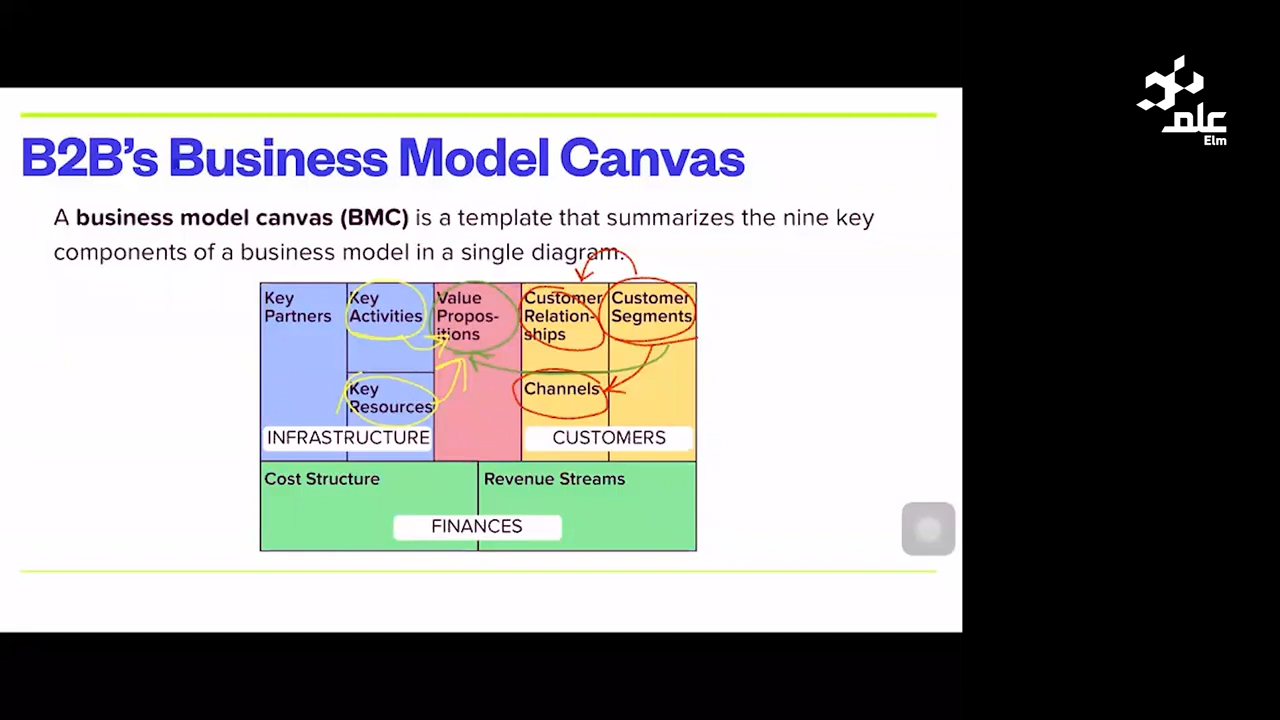 علم
Elm
B2B's Business Model Canvas
A business model canvas (BMC) is a template that summarizes the nine key
components of a business model in a single diagram.
Key
Partners
Key
Activities
Key
Resources
INFRASTRUCTURE
Value
Propos-
itions
Customer
Relation-
ships
Channels
Customer
Segments
CUSTOMERS
Cost Structure
Revenue Streams
FINANCES